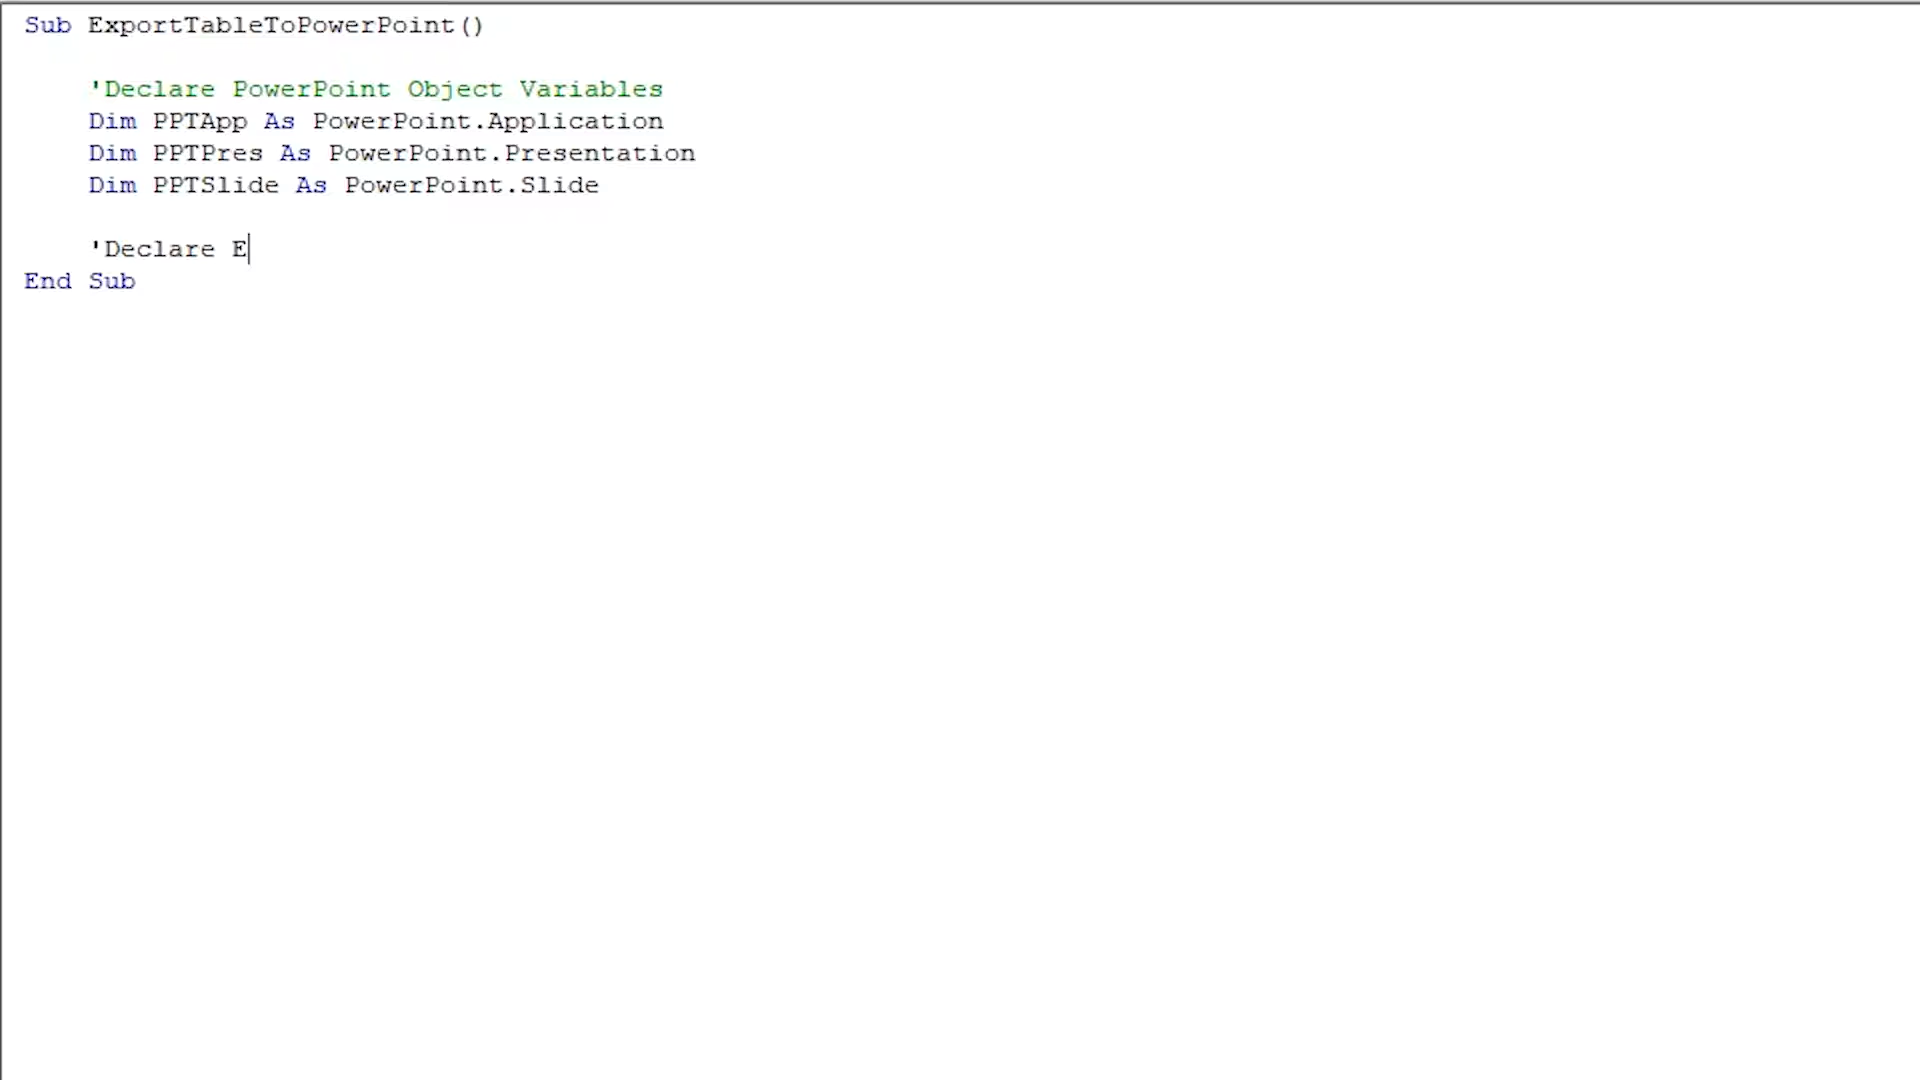 Sub ExportTableToPowerPoint()
'Declare PowerPoint Object Variables
Dim PPTApp As PowerPoint.Application
Dim PPTPres As PowerPoint.Presentation
Dim PPTSlide As PowerPoint.Slide
'Declare E
End Sub